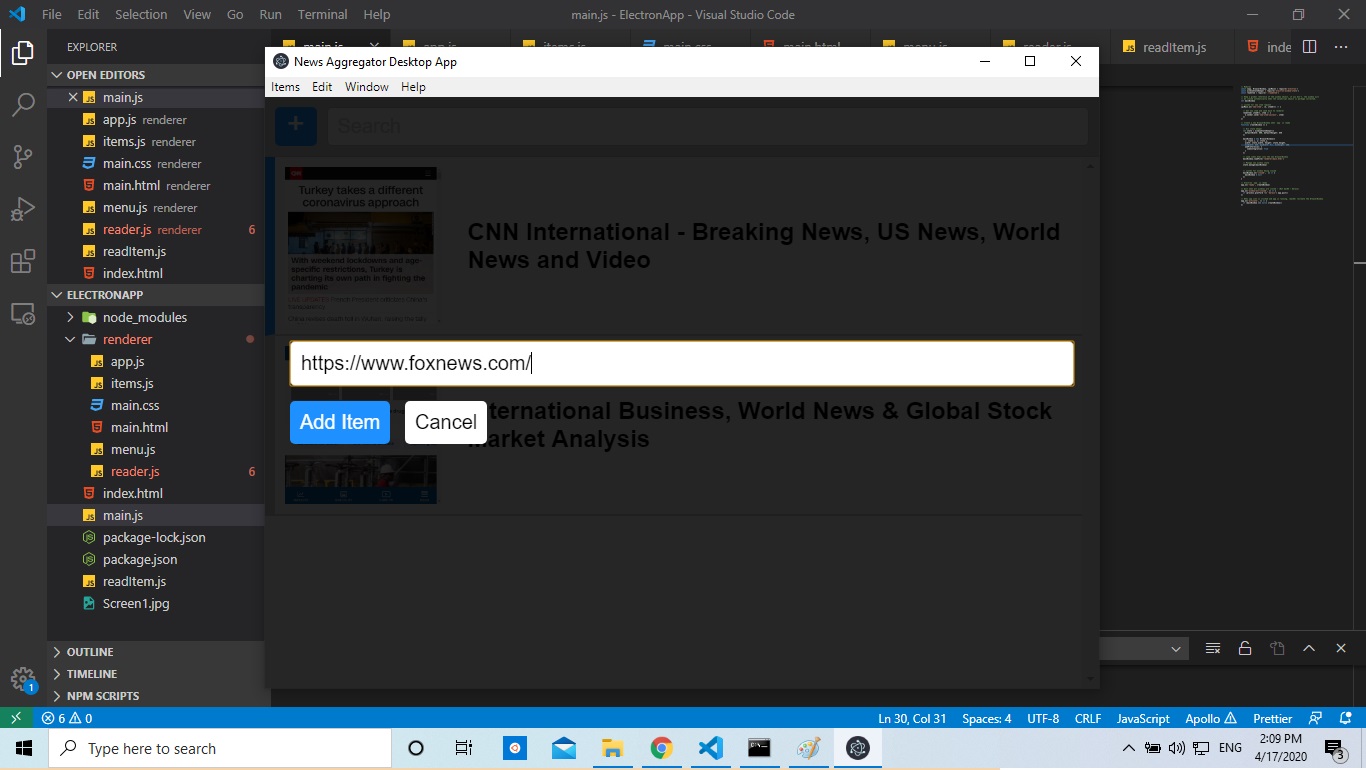 File Edit Selection View Go Run Terminal Help
main.js - ElectronApp - Visual Studio Code
EXPLORER
OPEN EDITORS
main.js
app.js renderer
items.js renderer
main.css renderer
main.html renderer
menu.js renderer
reader.js renderer 6
readItem.js
index.html
ELECTRONAPP
node_modules
renderer
app.js
items.js
main.css
main.html
menu.js
reader.js 6
index.html
main.js
package-lock.json
package.json
readItem.js
Screen1.jpg
OUTLINE
TIMELINE
NPM SCRIPTS
1
readItem.js
inde
News Aggregator Desktop App
Items Edit Window Help
+ Search
Turkey takes a different
coronavirus approach
With weekend lockdowns and age-
specific restrictions, Turkey is
charting its own path in fighting the
pandemic
CNN International - Breaking News, US News, World
News and Video
https://www.foxnews.com/
Add Item Cancel
ternational Business, World News & Global Stock
arket Analysis
6 0
Ln 30, Col 31 Spaces: 4 UTF-8 CRLF JavaScript Apollo Prettier
Type here to search
ENG
2:09 PM
4/17/2020
3